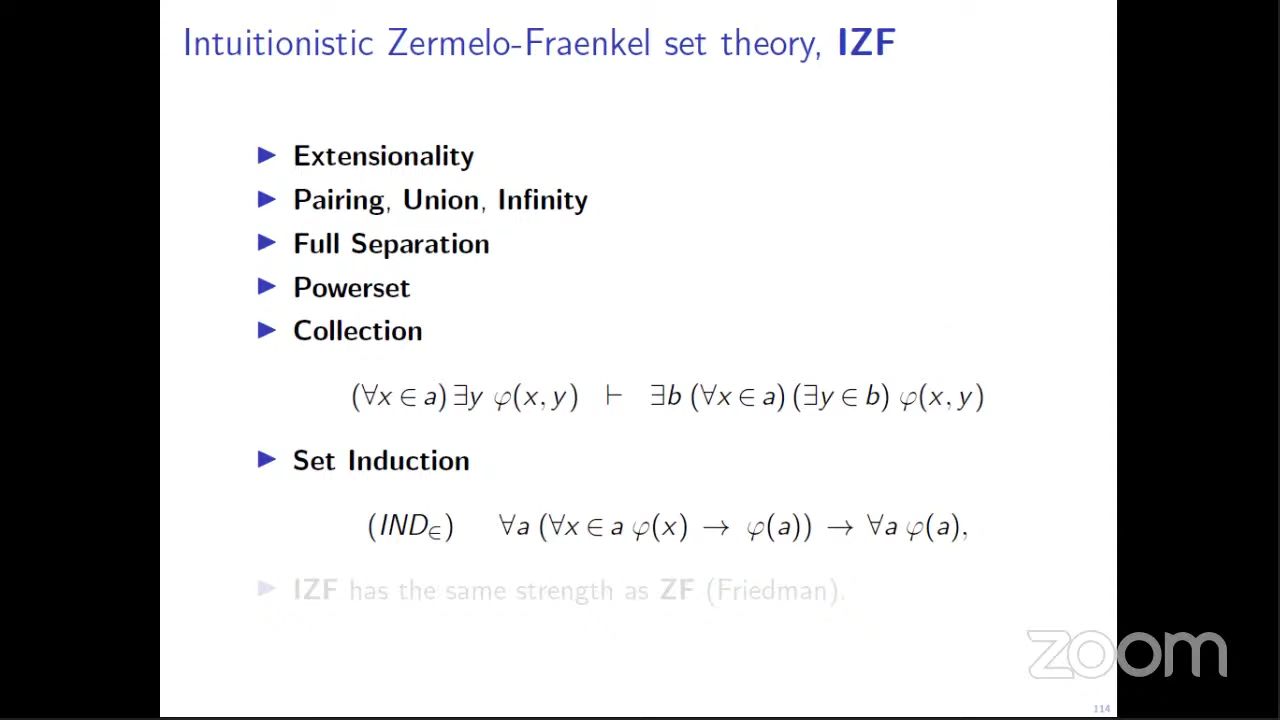 Intuitionistic Zermelo-Fraenkel set theory, IZF
▶ Extensionality
▶ Pairing, Union, Infinity
▶ Full Separation
▶ Powerset
▶ Collection
(∀x ∈ a) ∃y φ(x, y) ⊢ ∃b (∀x ∈ a) (∃y ∈ b) φ(x, y)
▶ Set Induction
(IND∈) ∀a (∀x ∈ a φ(x) → φ(a)) → ∀a φ(a),
▶ IZF has the same strength as ZF (Friedman).
zoom
114